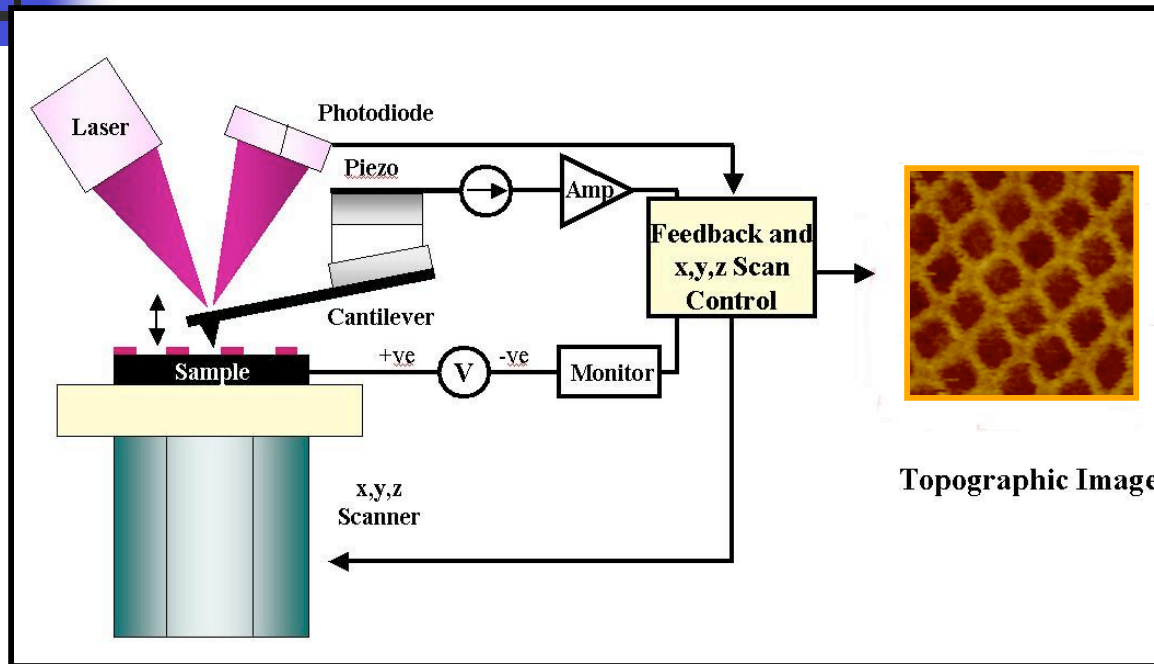 Laser
Photodiode
Piezo
Amp
Feedback and
x,y,z Scan
Control
Cantilever
+ve
V
-ve
Monitor
Sample
x,y,z
Scanner
Topographic Image